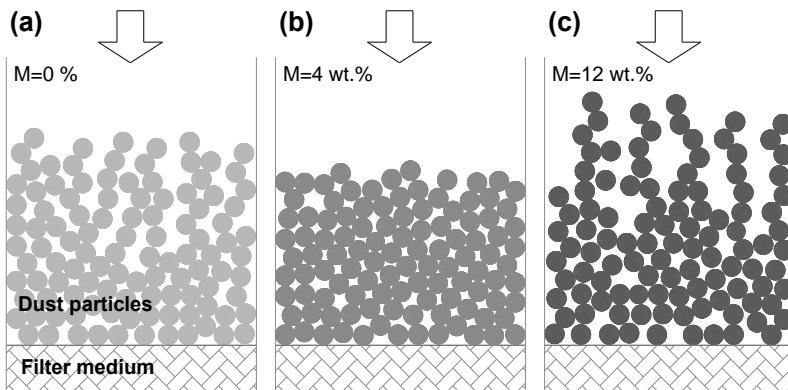 (a)
M=0 %
Dust particles
Filter medium
(b)
M=4 wt.%
(c)
M=12 wt.%